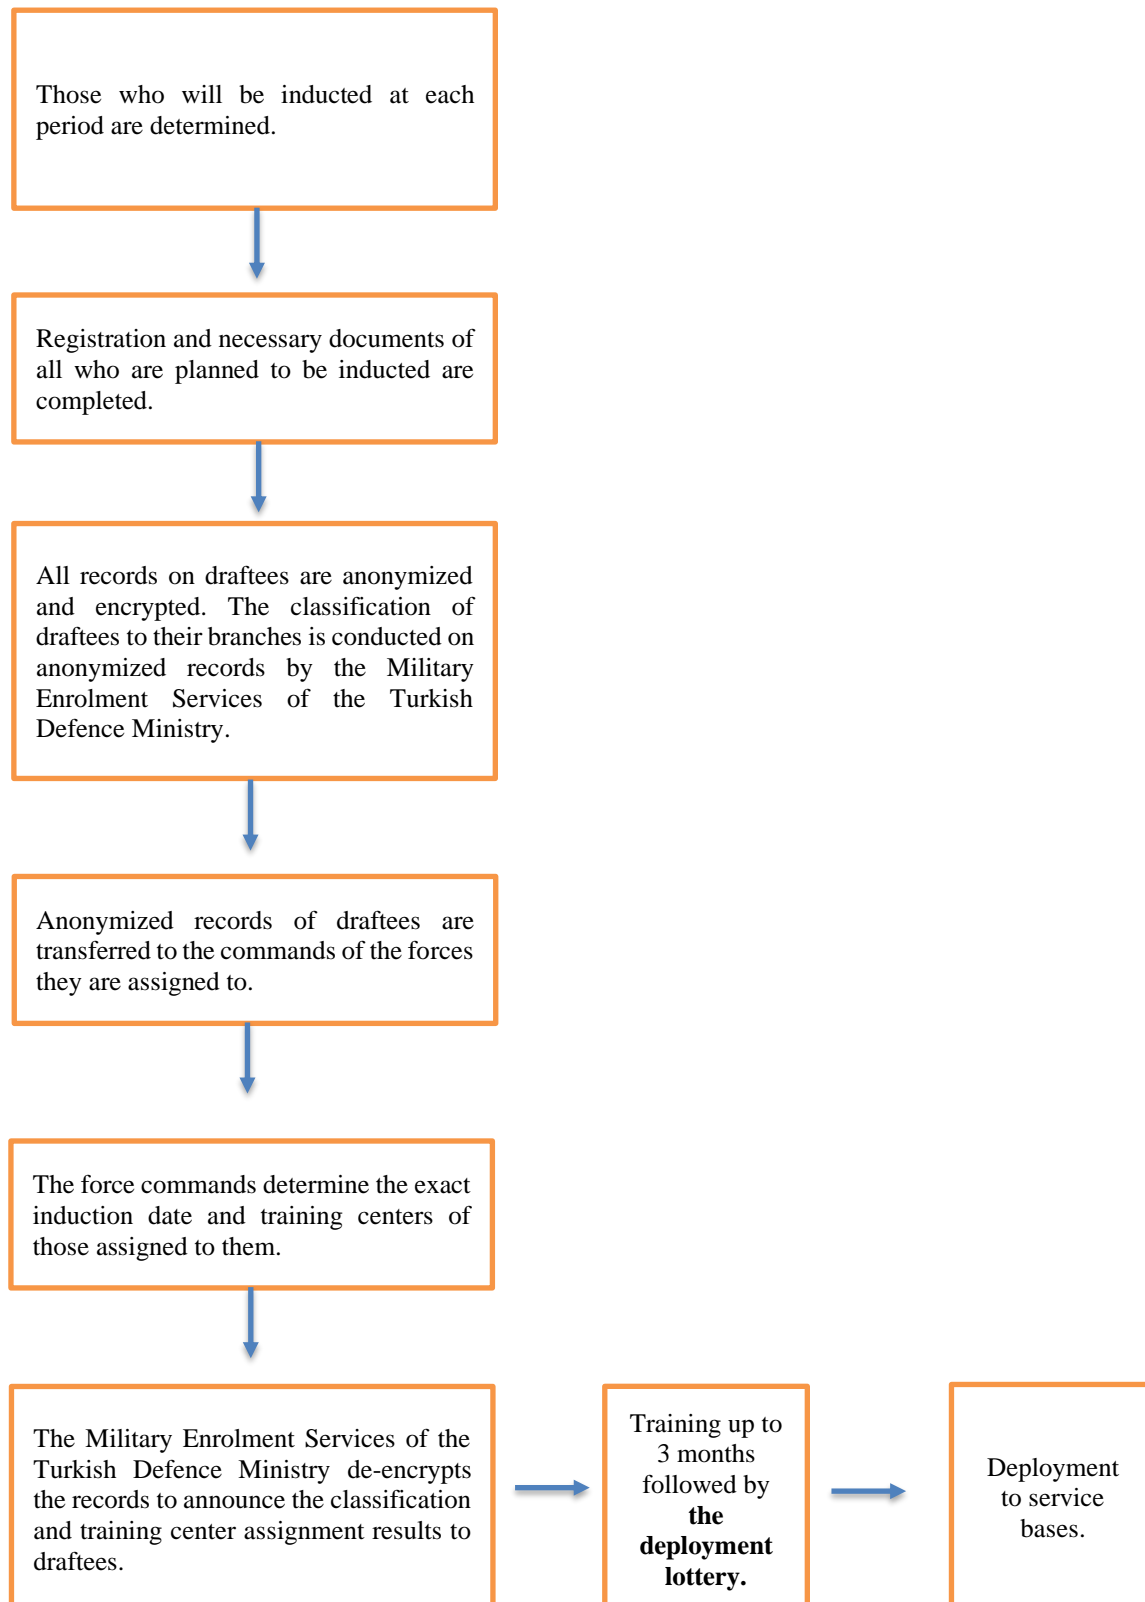 Those who will be inducted at each
period are determined.
Registration and necessary documents of
all who are planned to be inducted are
completed.
All records on draftees are anonymized
and encrypted. The classification of
draftees to their branches is conducted on
anonymized records by the Military
Enrolment Services of the Turkish
Defence Ministry.
Anonymized records of draftees are
transferred to the commands of the forces
they are assigned to.
The force commands determine the exact
induction date and training centers of
those assigned to them.
The Military Enrolment Services of the
Turkish Defence Ministry de-encrypts
the records to announce the classification
and training center assignment results to
draftees.
Training up to
3 months
followed by
the
deployment
lottery.
Deployment
to service
bases.